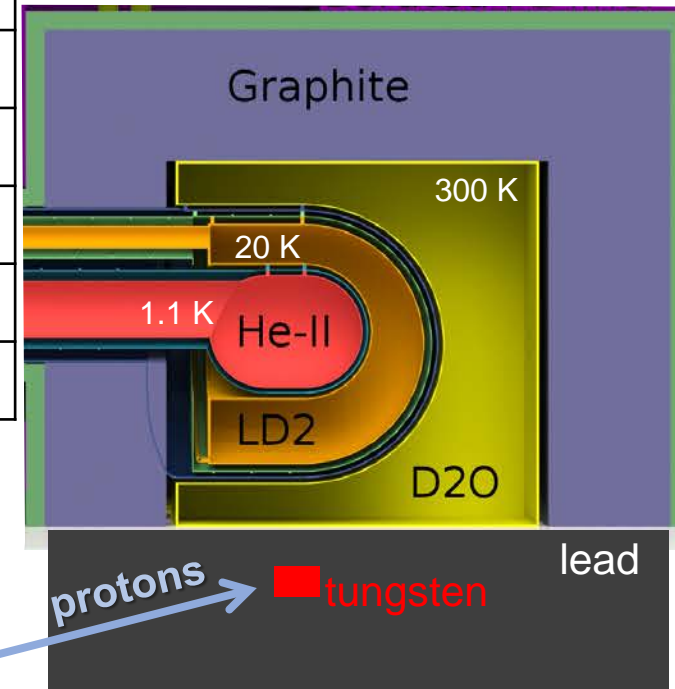 Graphite
300 K
20 K
1.1 K
He-II
LD2
D2O
lead
protons
tungsten